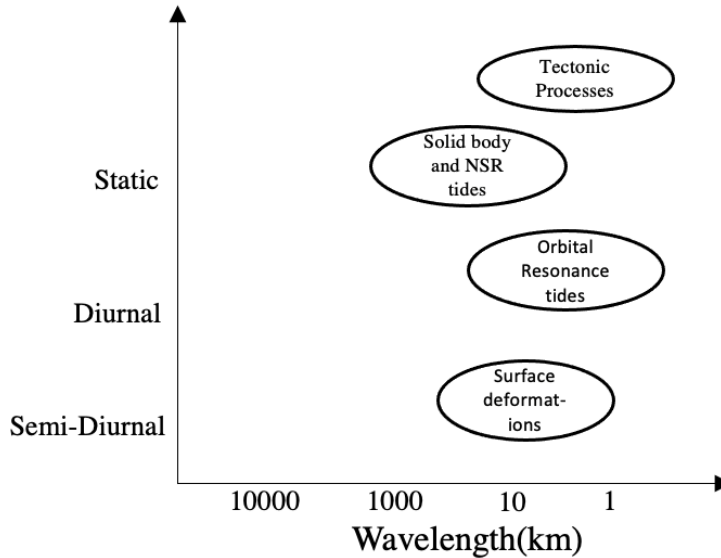 Tectonic
Processes
Solid body
and NSR
tides
Static
Orbital
Resonance
tides
Diurnal
Surface
deformat-
ions
Semi-Diurnal
10000 1000 10 1
Wavelength(km)